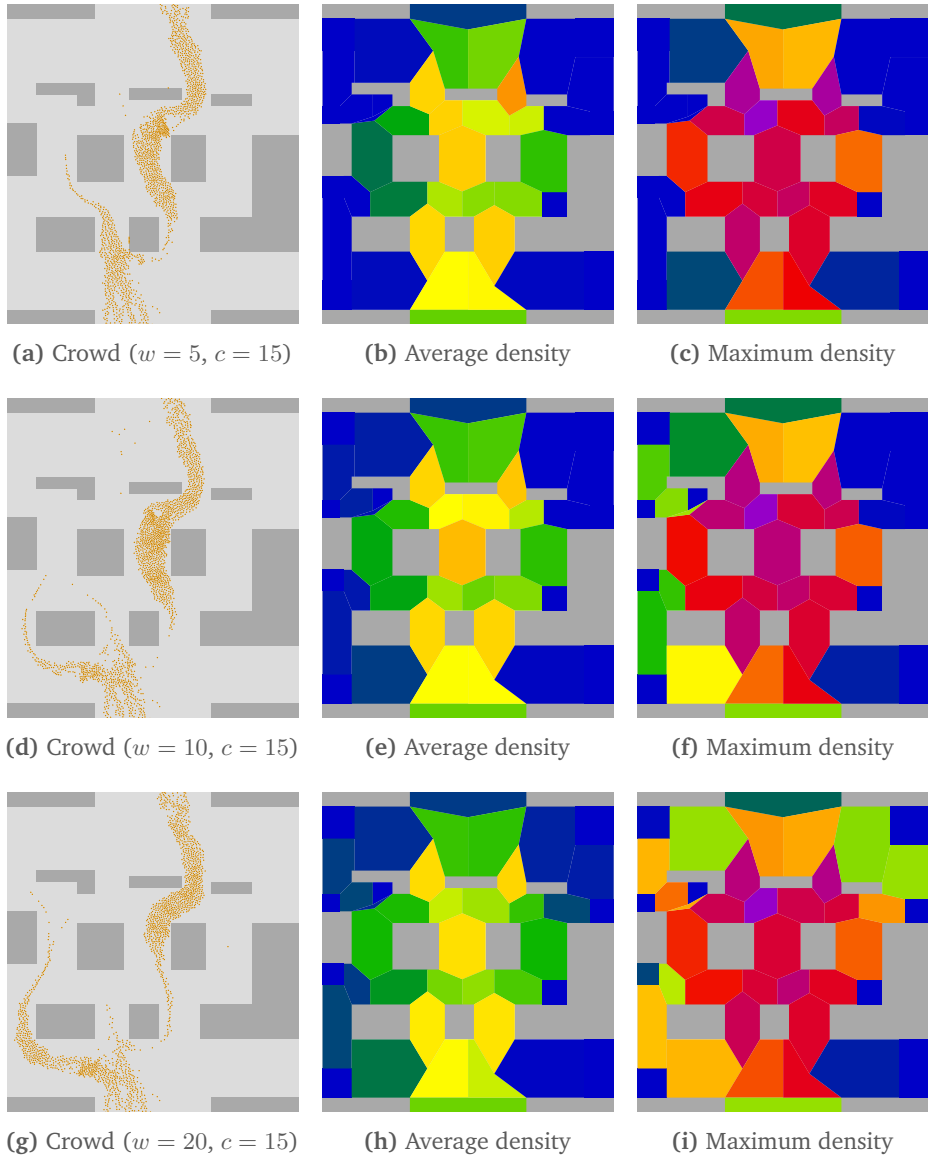 (a) Crowd (w = 5, c = 15)
(b) Average density
(c) Maximum density
(d) Crowd (w = 10, c = 15)
(e) Average density
(f) Maximum density
(g) Crowd (w = 20, c = 15)
(h) Average density
(i) Maximum density